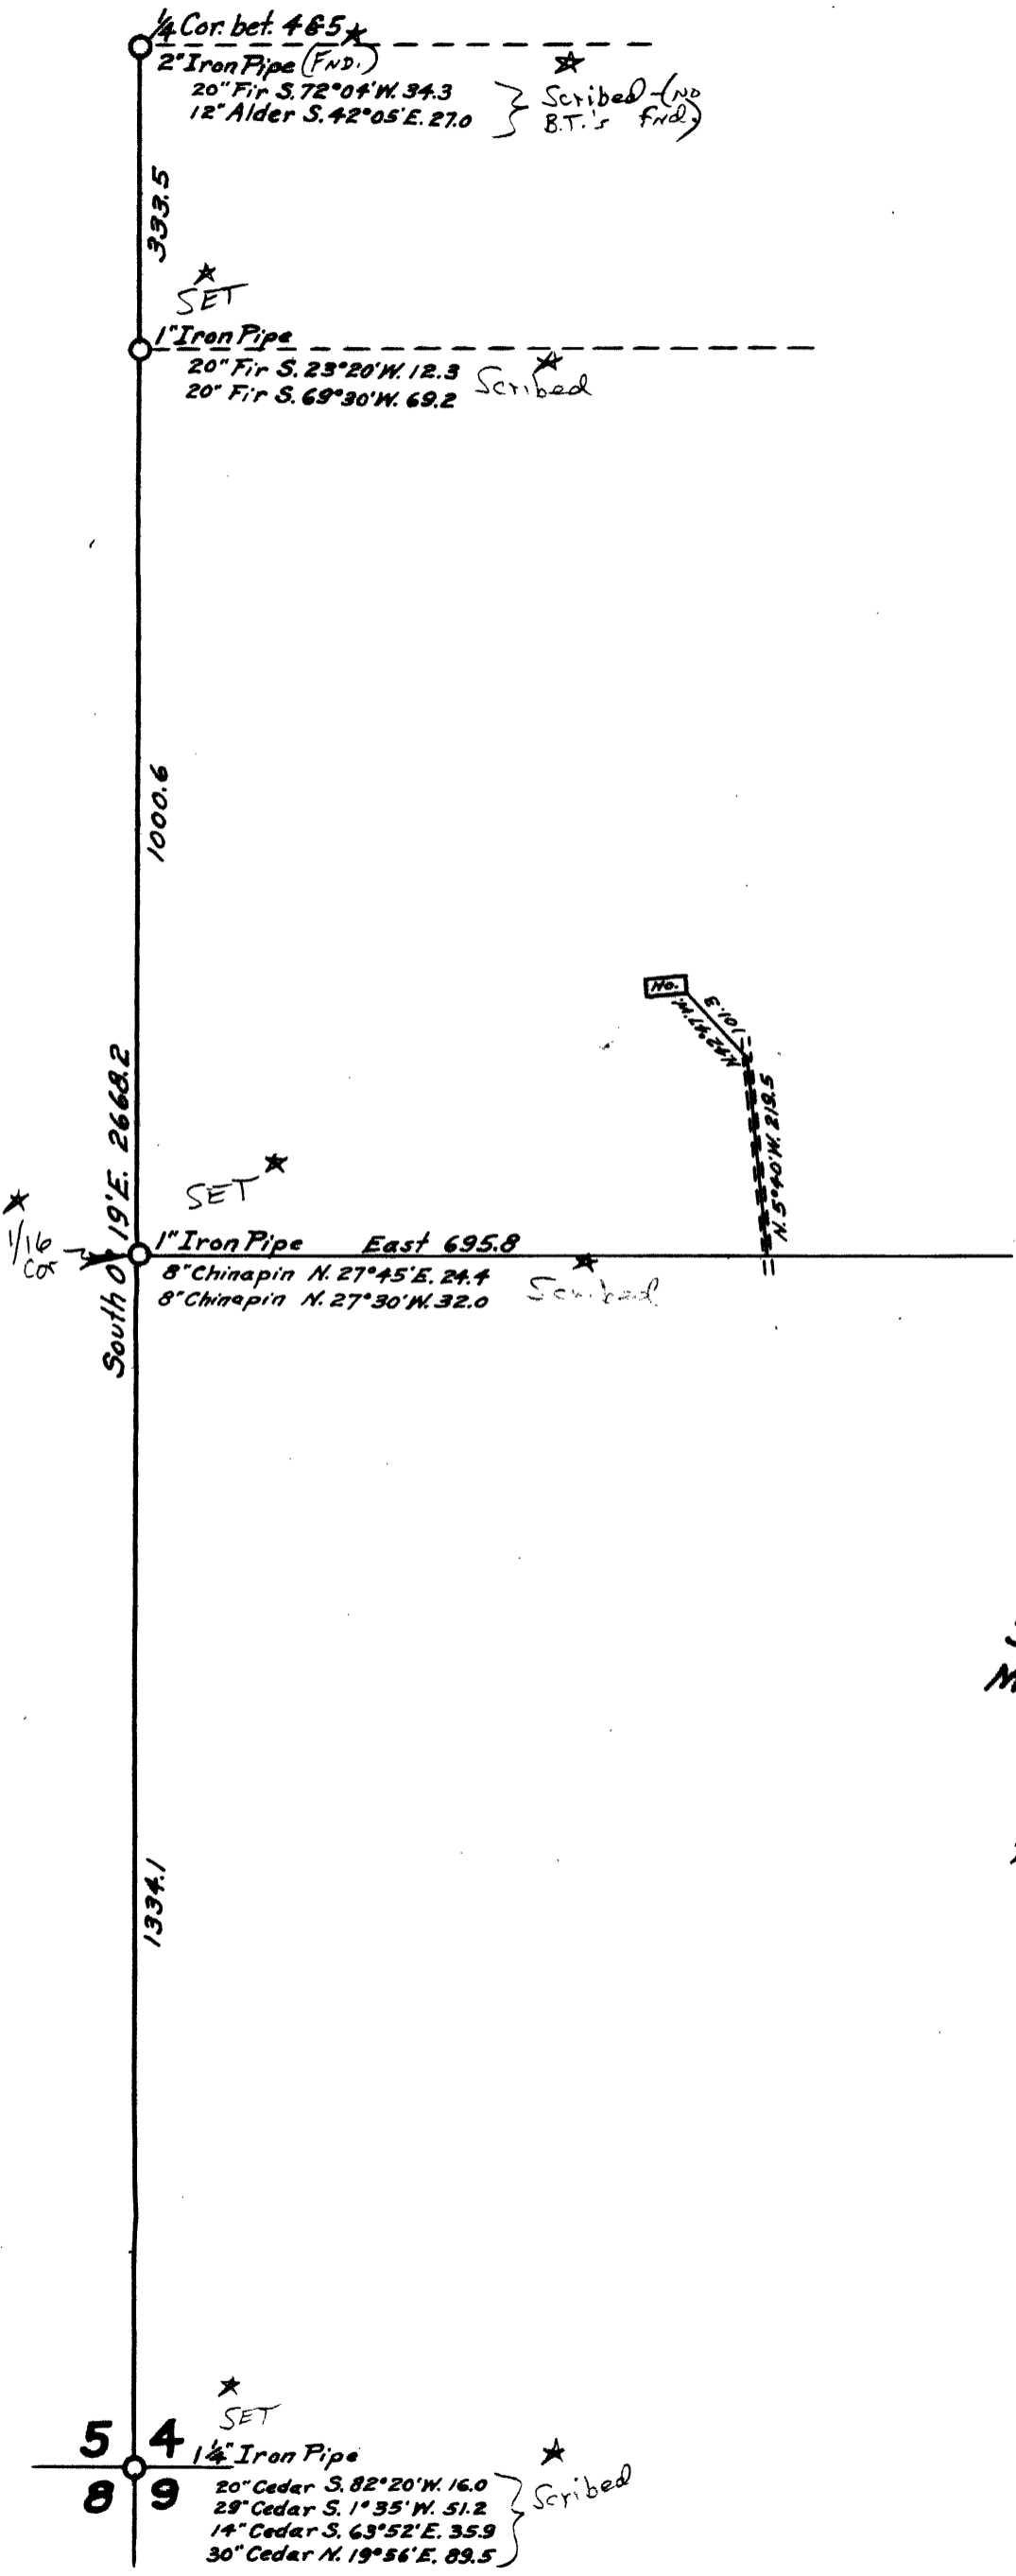 1/4 Cor. bet. 4&5
2" Iron Pipe (FND.)
20" Fir S. 72°04' W. 34.3
12" Alder S. 42°05' E. 27.0
Scribed - (NO
B.T.'s FNd.)
333.5
SET
1" Iron Pipe
20" Fir S. 23°20' W. 12.3
20" Fir S. 69°30' W. 69.2
Scribed
1000.6
Ho.
101.3
N. 42°47' W.
N. 5°40' W. 219.5
South 0° 19' E. 2668.2
SET
1/16
Cor
1" Iron Pipe East 695.8
8" Chinapin N. 27°45' E. 24.4
8" Chinapin N. 27°30' W. 32.0
Scribed
1334.1
SET
5 4
8 9
1 1/4" Iron Pipe
20" Cedar S. 82°20' W. 16.0
29" Cedar S. 1°35' W. 51.2
14" Cedar S. 63°52' E. 35.9
30" Cedar N. 19°56' E. 89.5
Scribed